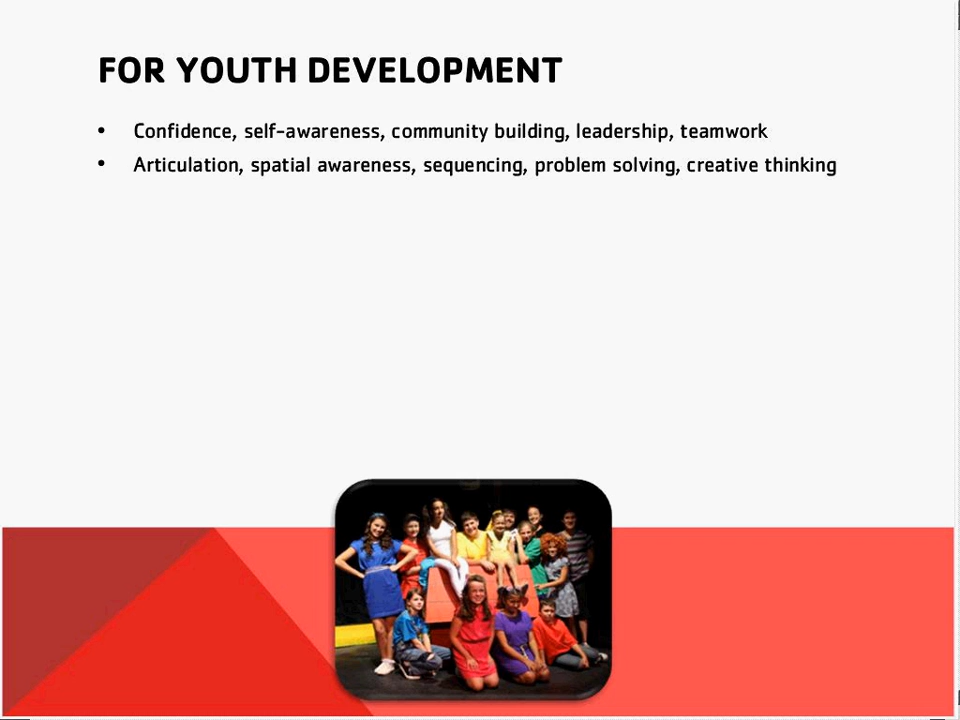 FOR YOUTH DEVELOPMENT
• Confidence, self-awareness, community building, leadership, teamwork
• Articulation, spatial awareness, sequencing, problem solving, creative thinking